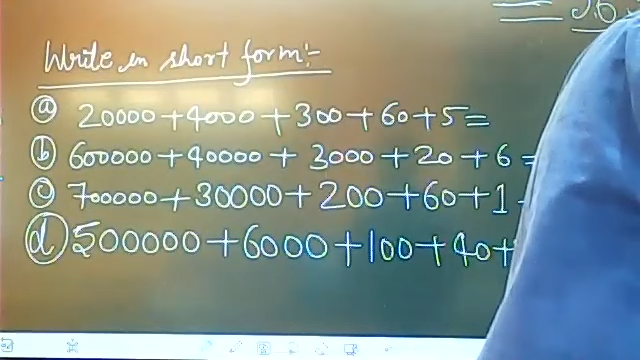 Write in short form:-
(a) 20000+4000+300+60+5=
(b) 600000+40000+3000+20+6=
(c) 700000+30000+200+60+1
(d) 500000+6000+100+40+